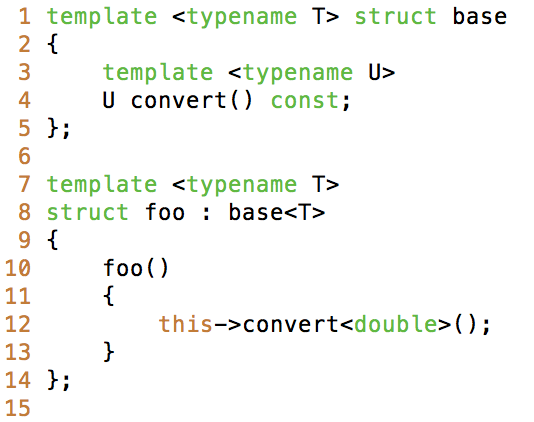 1 template <typename T> struct base
2 {
3     template <typename U>
4     U convert() const;
5 };
6
7 template <typename T>
8 struct foo : base<T>
9 {
10     foo()
11     {
12         this->convert<double>();
13     }
14 };
15